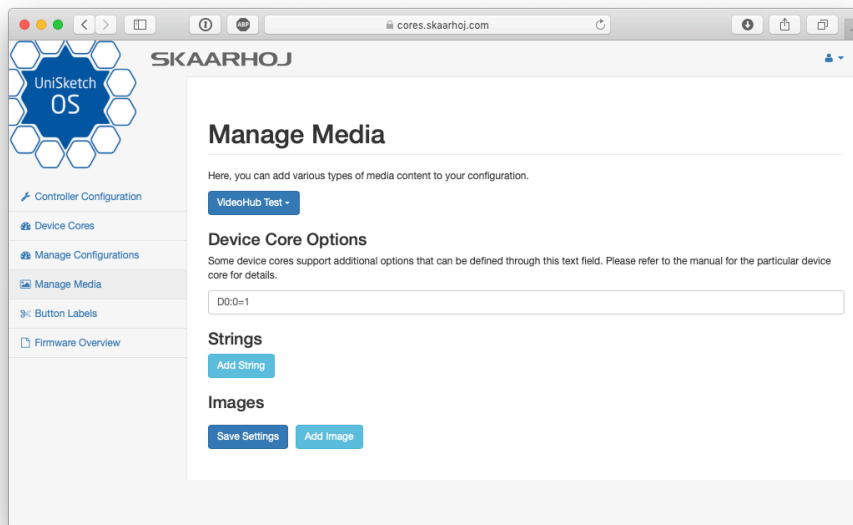 cores.skaarhoj.com
ABP
UniSketch
OS
SKAARHOJ
Controller Configuration
Device Cores
Manage Configurations
Manage Media
Button Labels
Firmware Overview
Manage Media
Here, you can add various types of media content to your configuration.
VideoHub Test
Device Core Options
Some device cores support additional options that can be defined through this text field. Please refer to the manual for the particular device
core for details.
D0:0=1
Strings
Add String
Images
Save Settings
Add Image